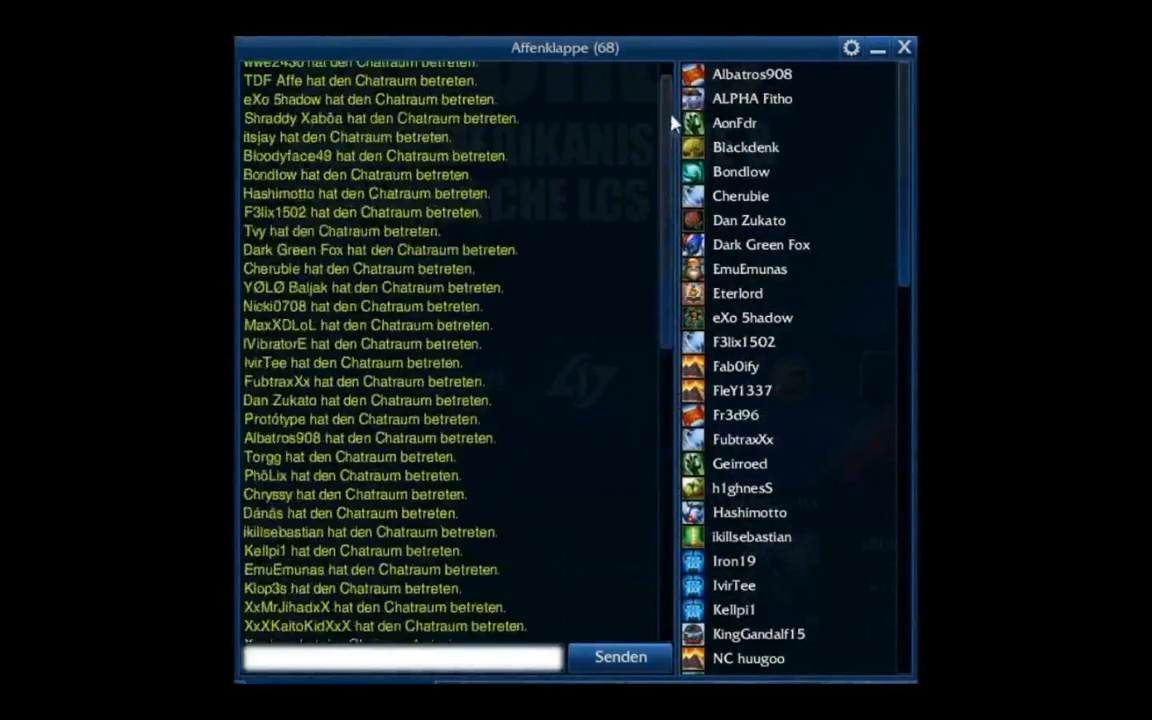 Affenklappe (68)
wwe2436 hat den Chatraum betreten.
TDF Affe hat den Chatraum betreten.
eXo 5hadow hat den Chatraum betreten.
Shraddy Xabôa hat den Chatraum betreten.
itsjay hat den Chatraum betreten.
Bloodyface49 hat den Chatraum betreten.
Bondlow hat den Chatraum betreten.
Hashimotto hat den Chatraum betreten.
F3lix1502 hat den Chatraum betreten.
Tvy hat den Chatraum betreten.
Dark Green Fox hat den Chatraum betreten.
Cherubie hat den Chatraum betreten.
YØLØ Baljak hat den Chatraum betreten.
Nicki0708 hat den Chatraum betreten.
MaxXDLoL hat den Chatraum betreten.
IVibratorE hat den Chatraum betreten.
IvirTee hat den Chatraum betreten.
FubtraxXx hat den Chatraum betreten.
Dan Zukato hat den Chatraum betreten.
Protótype hat den Chatraum betreten.
Albatros908 hat den Chatraum betreten.
Torgg hat den Chatraum betreten.
PhôLix hat den Chatraum betreten.
Chryssy hat den Chatraum betreten.
Dánâs hat den Chatraum betreten.
ikillsebastian hat den Chatraum betreten.
Kellpi1 hat den Chatraum betreten.
EmuEmunas hat den Chatraum betreten.
Klop3s hat den Chatraum betreten.
XxMrJihadxX hat den Chatraum betreten.
XxXKaitoKidXxX hat den Chatraum betreten.
Senden
Albatros908
ALPHA Fitho
AonFdr
Blackdenk
Bondlow
Cherubie
Dan Zukato
Dark Green Fox
EmuEmunas
Eterlord
eXo 5hadow
F3lix1502
Fab0ify
FleY1337
Fr3d96
FubtraxXx
Geirroed
h1ghnesS
Hashimotto
ikillsebastian
Iron19
IvirTee
Kellpi1
KingGandalf15
NC huugoo